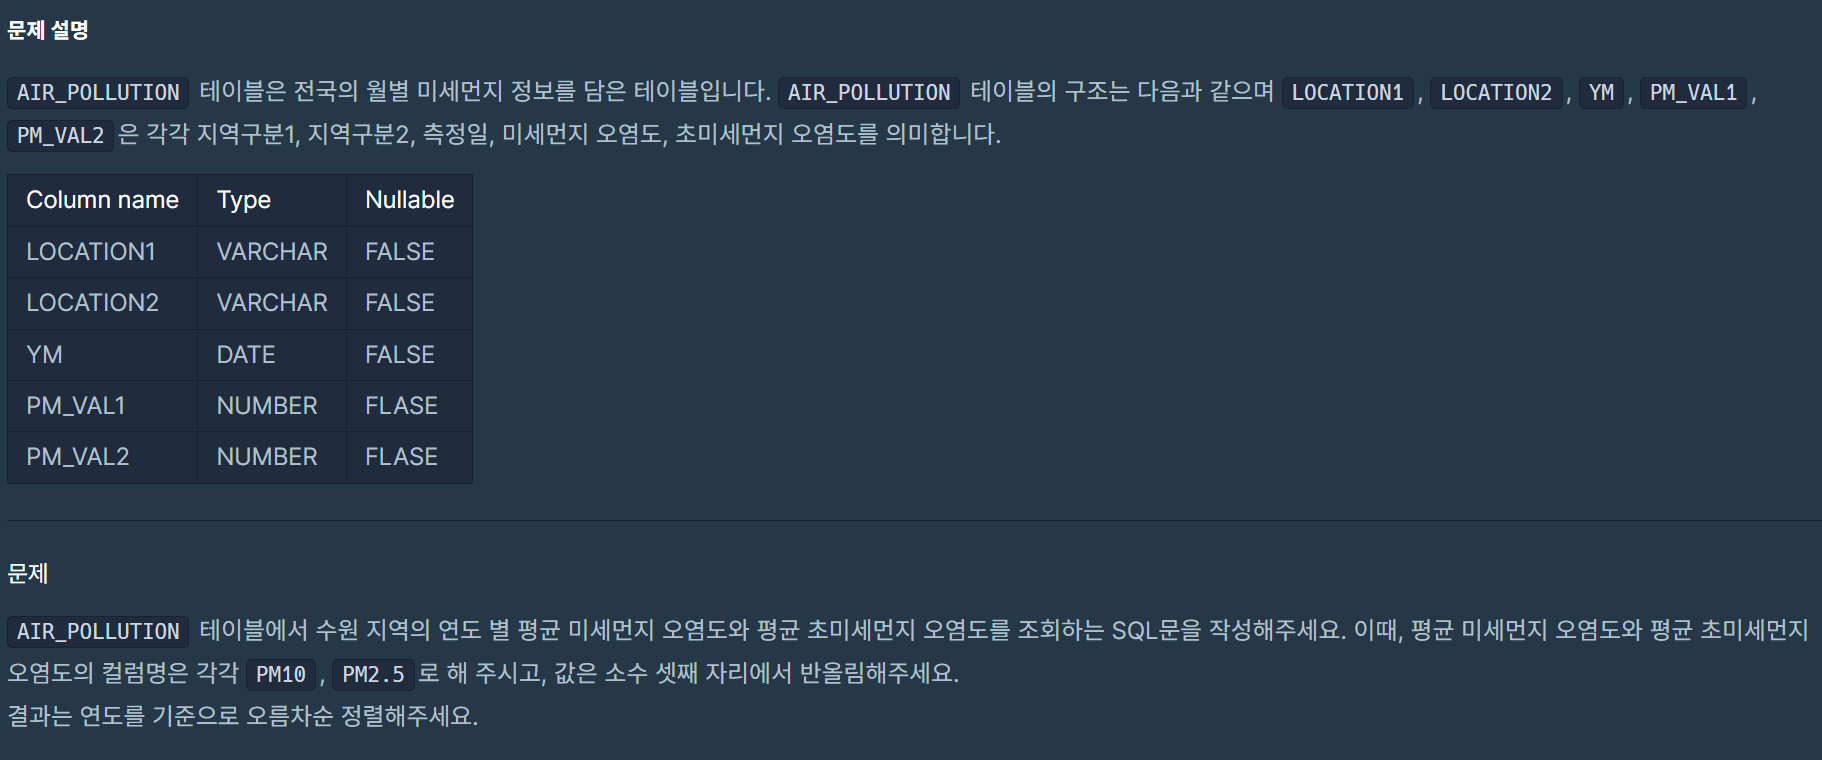 문제 설명
AIR_POLLUTION 테이블은 전국의 월별 미세먼지 정보를 담은 테이블입니다. AIR_POLLUTION 테이블의 구조는 다음과 같으며 LOCATION1, LOCATION2, YM, PM_VAL1,
PM_VAL2은 각각 지역구분1, 지역구분2, 측정일, 미세먼지 오염도, 초미세먼지 오염도를 의미합니다.
Column name Type Nullable
LOCATION1 VARCHAR FALSE
LOCATION2 VARCHAR FALSE
YM DATE FALSE
PM_VAL1 NUMBER FLASE
PM_VAL2 NUMBER FLASE
문제
AIR_POLLUTION 테이블에서 수원 지역의 연도 별 평균 미세먼지 오염도와 평균 초미세먼지 오염도를 조회하는 SQL문을 작성해주세요. 이때, 평균 미세먼지 오염도와 평균 초미세먼지
오염도의 컬럼명은 각각 PM10, PM2.5로 해 주시고, 값은 소수 셋째 자리에서 반올림해주세요.
결과는 연도를 기준으로 오름차순 정렬해주세요.